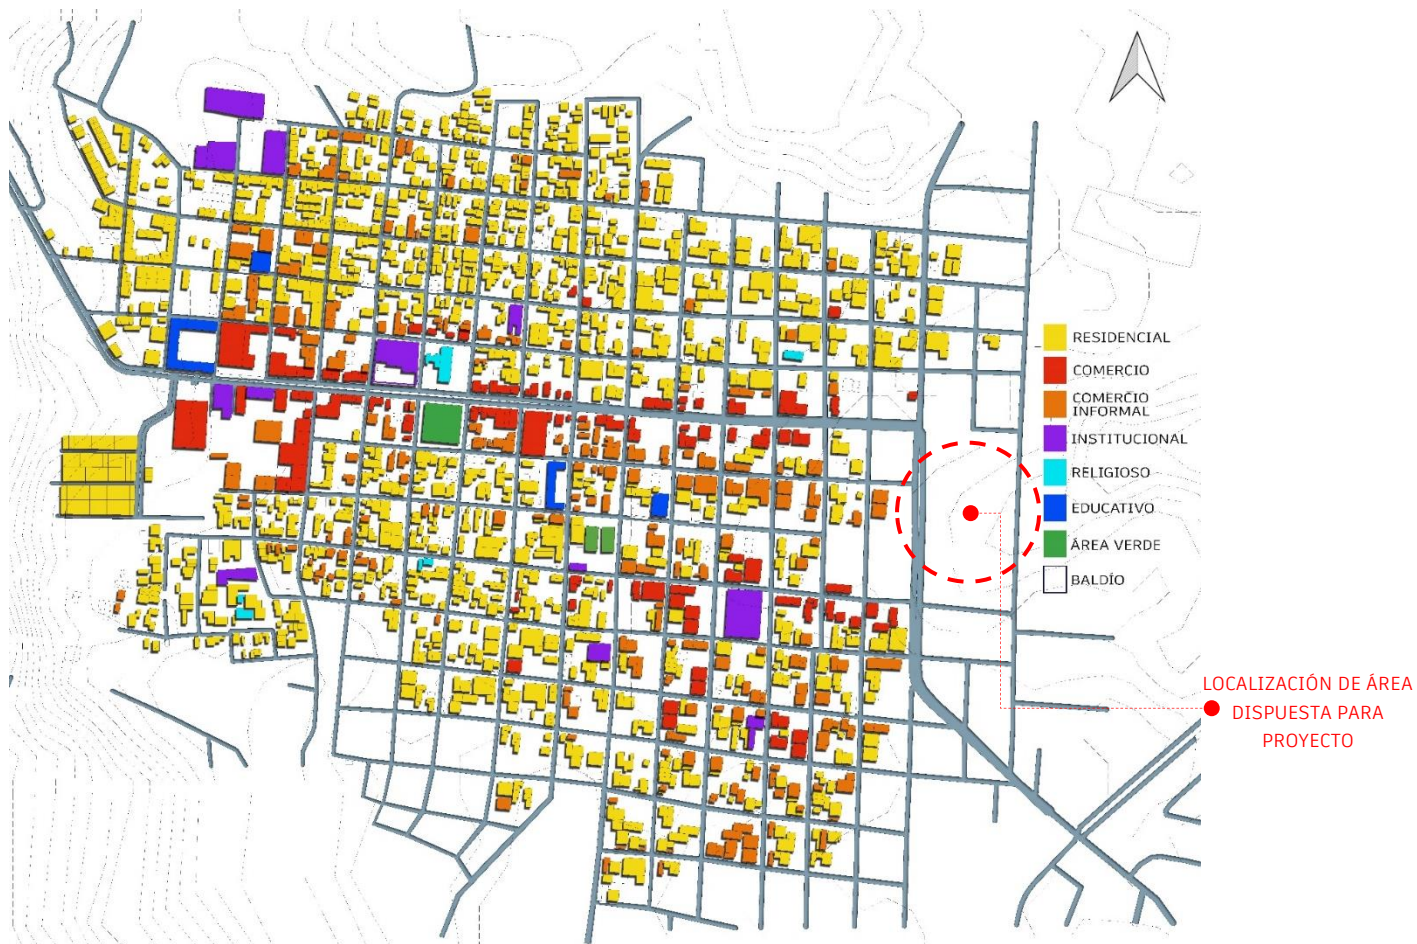 RESIDENCIAL
COMERCIO
COMERCIO
INFORMAL
INSTITUCIONAL
RELIGIOSO
EDUCATIVO
ÁREA VERDE
BALDÍO
LOCALIZACIÓN DE ÁREA
DISPUESTA PARA
PROYECTO